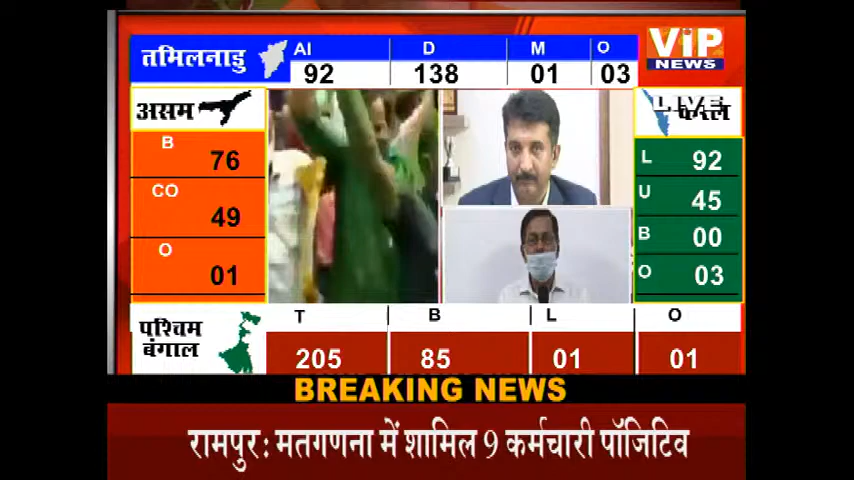 तमिलनाडु
AI D M O
92 138 01 03
ViP
NEWS
असम
B
76
CO
49
O
01
LIVE
L 92
U 45
B 00
O 03
पश्चिम
बंगाल
T B L O
205 85 01 01
BREAKING NEWS
रामपुर: मतगणना में शामिल 9 कर्मचारी पॉजिटिव